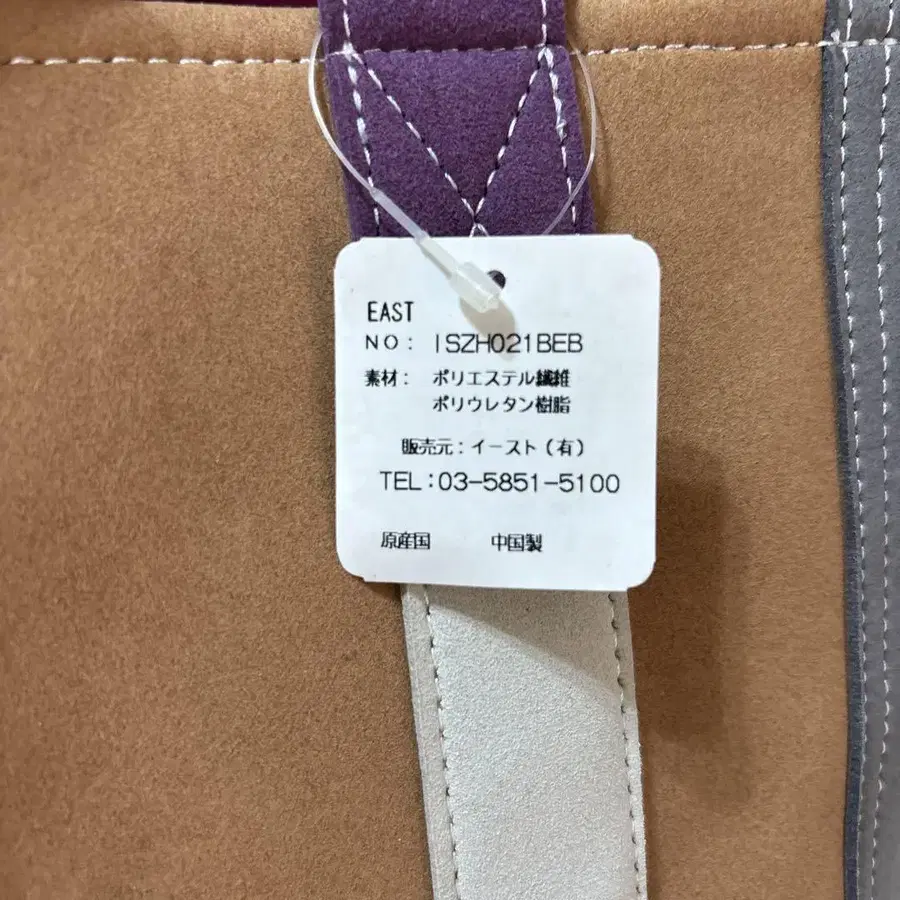 EAST
NO: ISZH021BEB
素材: ポリエステル繊維
ポリウレタン樹脂
販売元:イースト(有)
TEL:03-5851-5100
原産国 中国製